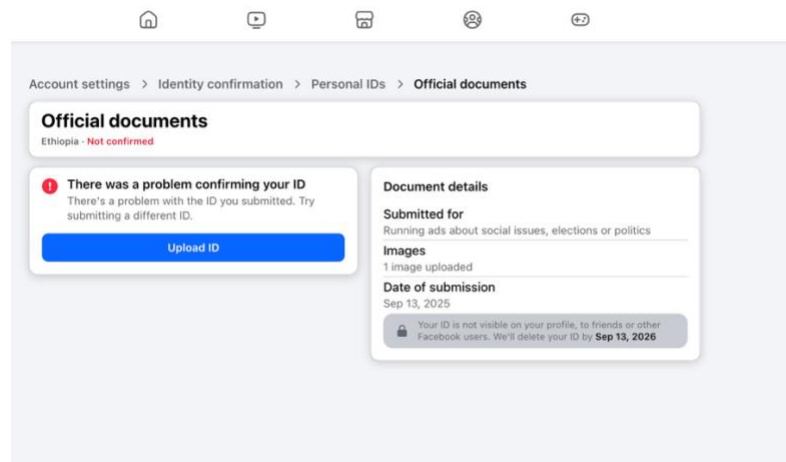 Account settings > Identity confirmation > Personal IDs > Official documents
Official documents
Ethiopia · Not confirmed
There was a problem confirming your ID
There's a problem with the ID you submitted. Try
submitting a different ID.
Upload ID
Document details
Submitted for
Running ads about social issues, elections or politics
Images
1 image uploaded
Date of submission
Sep 13, 2025
Your ID is not visible on your profile, to friends or other
Facebook users. We'll delete your ID by Sep 13, 2026